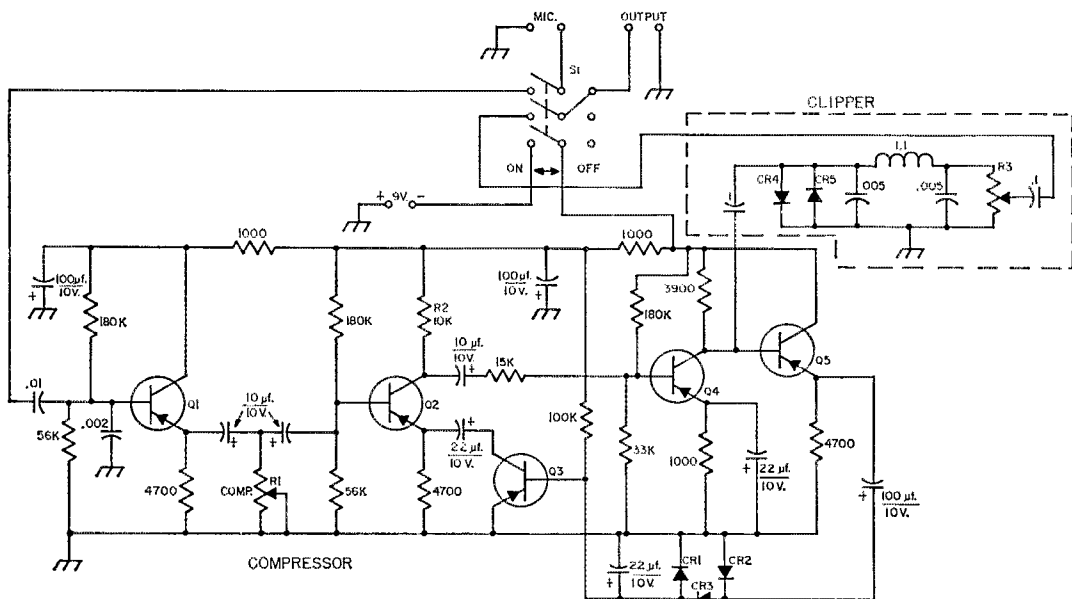 MIC. OUTPUT
S1
CLIPPER
L1
CR4 CR5 .005 .005 R3 .1
.1
ON OFF
+ 9V -
1000 1000
100µf. 10V. +
180K
180K
R2 10K
100µf. 10V. +
180K
3900
10 µf. 10V. +
15K
Q5
.01
Q1
10 µf. 10V. + +
Q2
Q4
56K
.002
22 µf. 10V. +
100K
Q3
33K
1000
22 µf. 10V. +
4700
4700
COMP. R1
56K
4700
100 µf. 10V. +
COMPRESSOR
22 µf. 10V. +
CR1 CR2
CR3